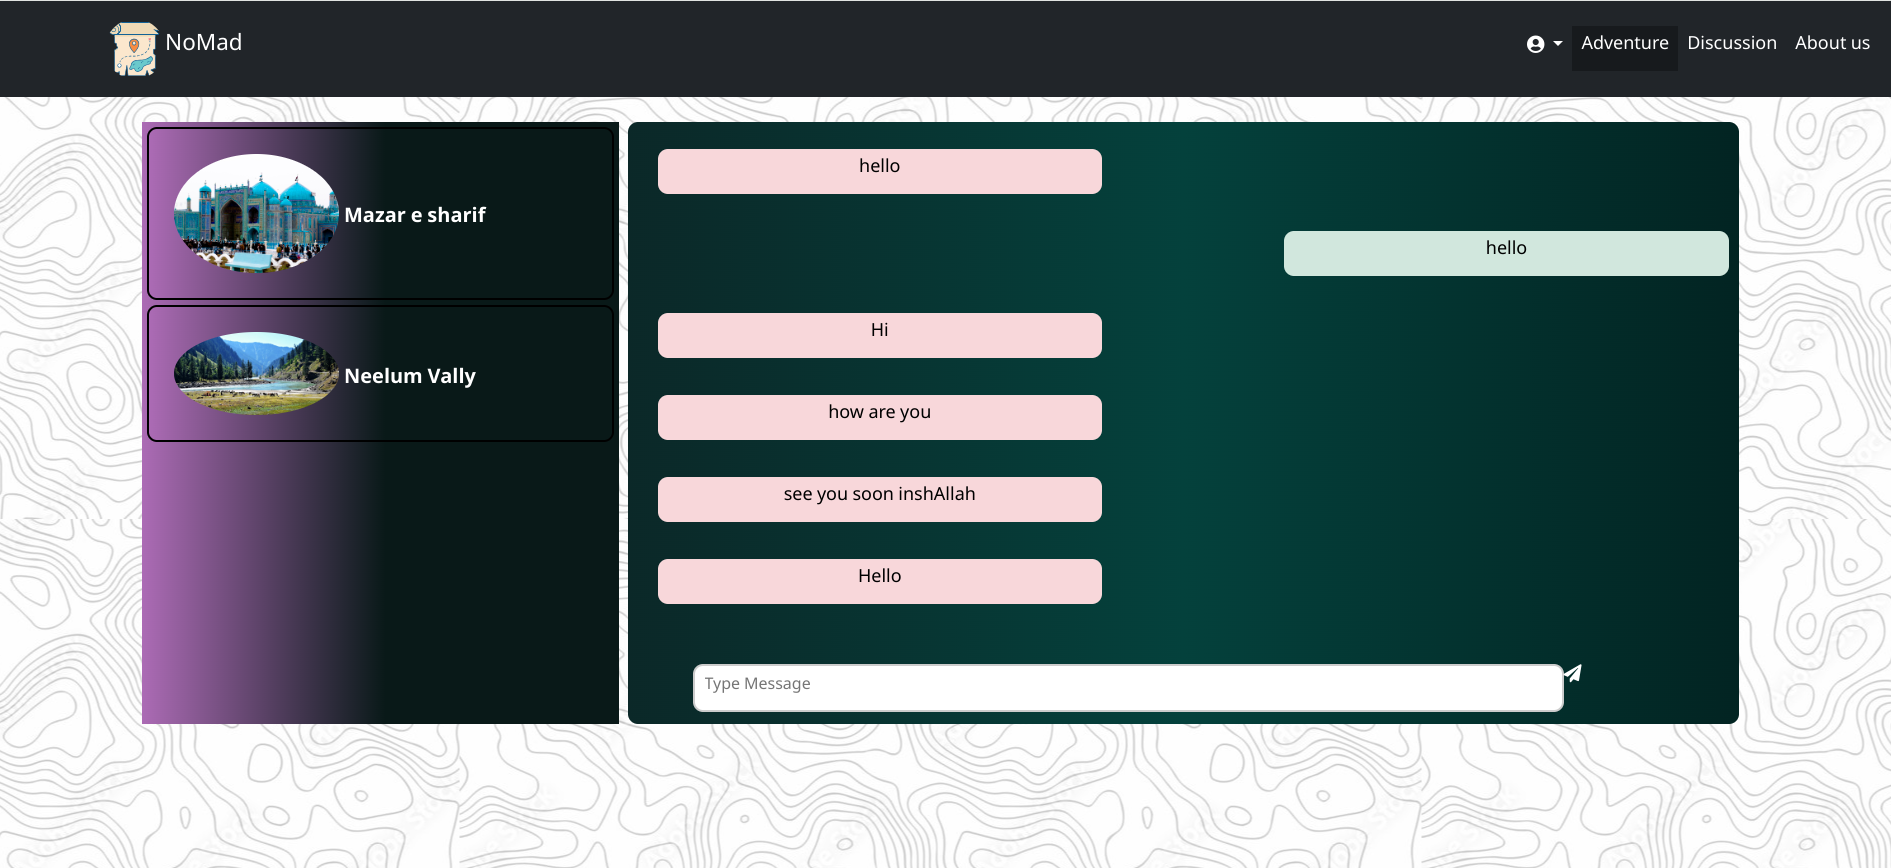 NoMad
Adventure
Discussion
About us
Mazar e sharif
Neelum Vally
hello
hello
Hi
how are you
see you soon inshAllah
Hello
Type Message